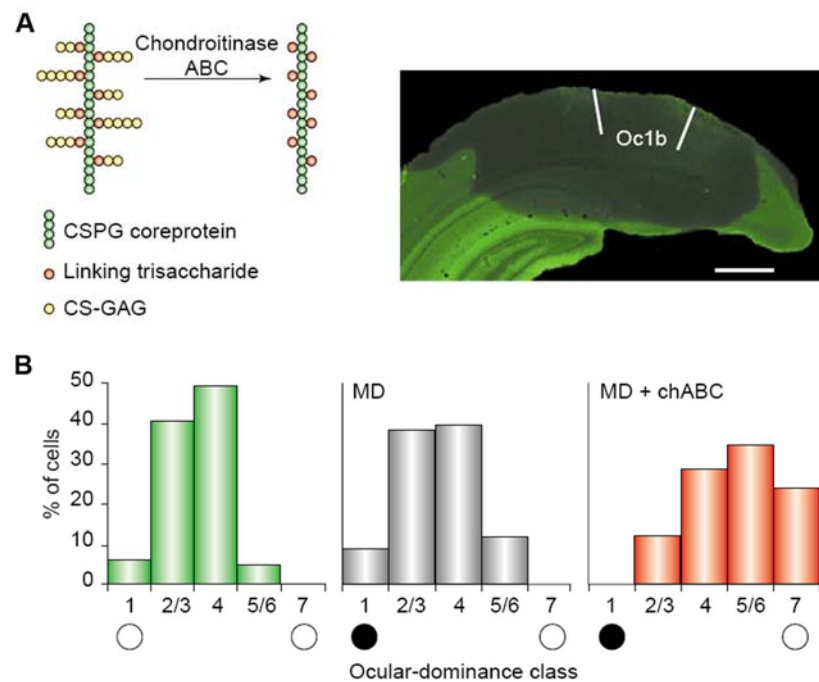 A
Chondroitinase
ABC
CSPG coreprotein
Linking trisaccharide
CS-GAG
Oc1b
B
% of cells
50
40
30
20
10
0
1 2/3 4 5/6 7
MD
1 2/3 4 5/6 7
MD + chABC
1 2/3 4 5/6 7
Ocular-dominance class